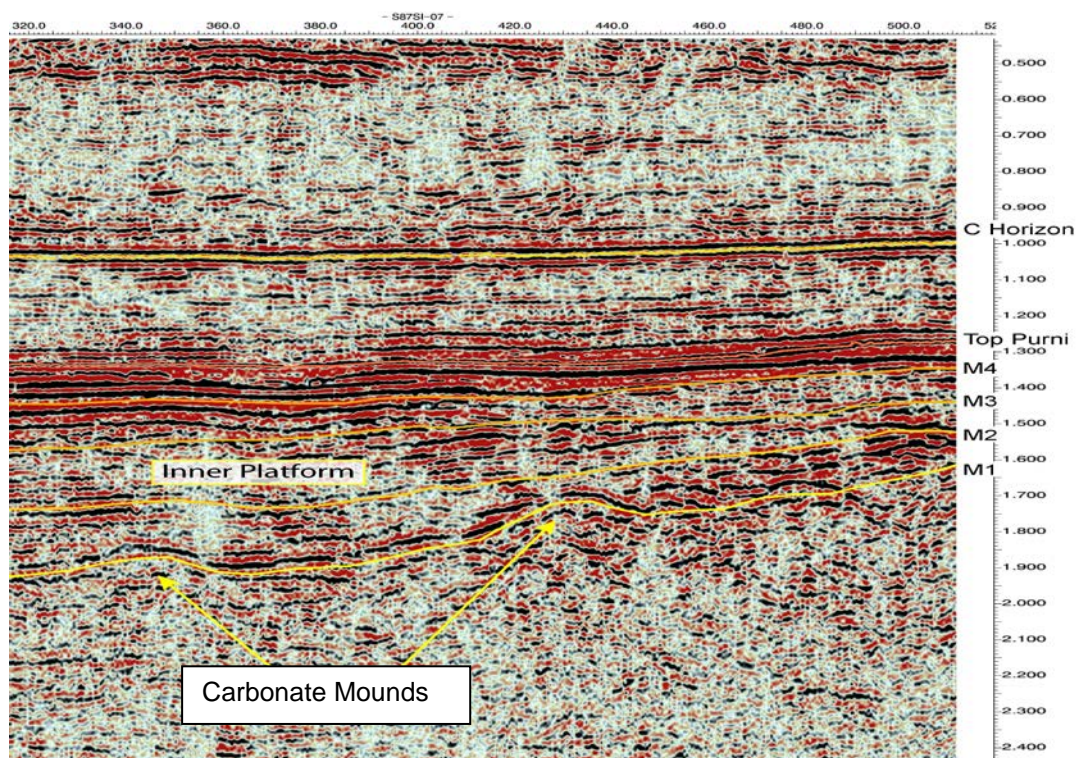 – S87SI–07 –
320.0 340.0 360.0 380.0 400.0 420.0 440.0 460.0 480.0 500.0 52
0.500
0.600
0.700
0.800
0.900
C Horizon
1.000
1.100
1.200
Top Purni
1.300
M4
1.400
M3
1.500
M2
Inner Platform
1.600
M1
1.700
1.800
1.900
2.000
2.100
Carbonate Mounds
2.200
2.300
2.400